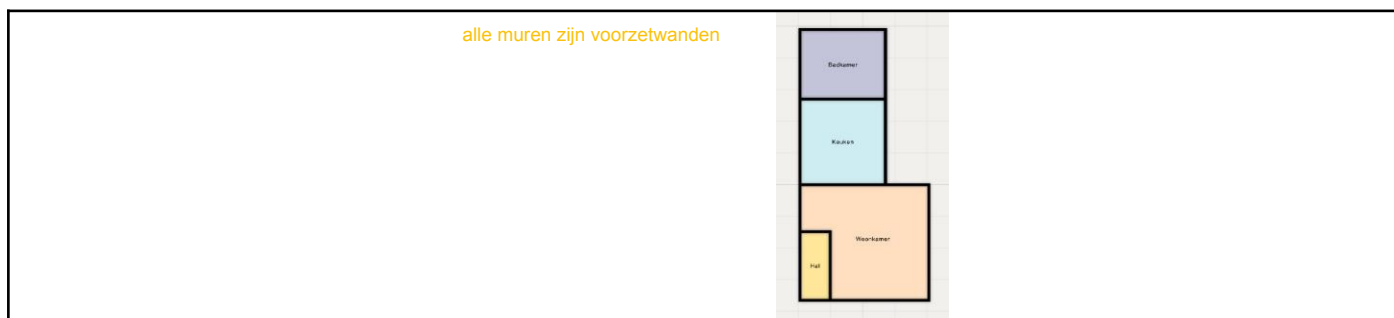 alle muren zijn voorzetwanden
Badkamer
Keuken
Woonkamer
Hall